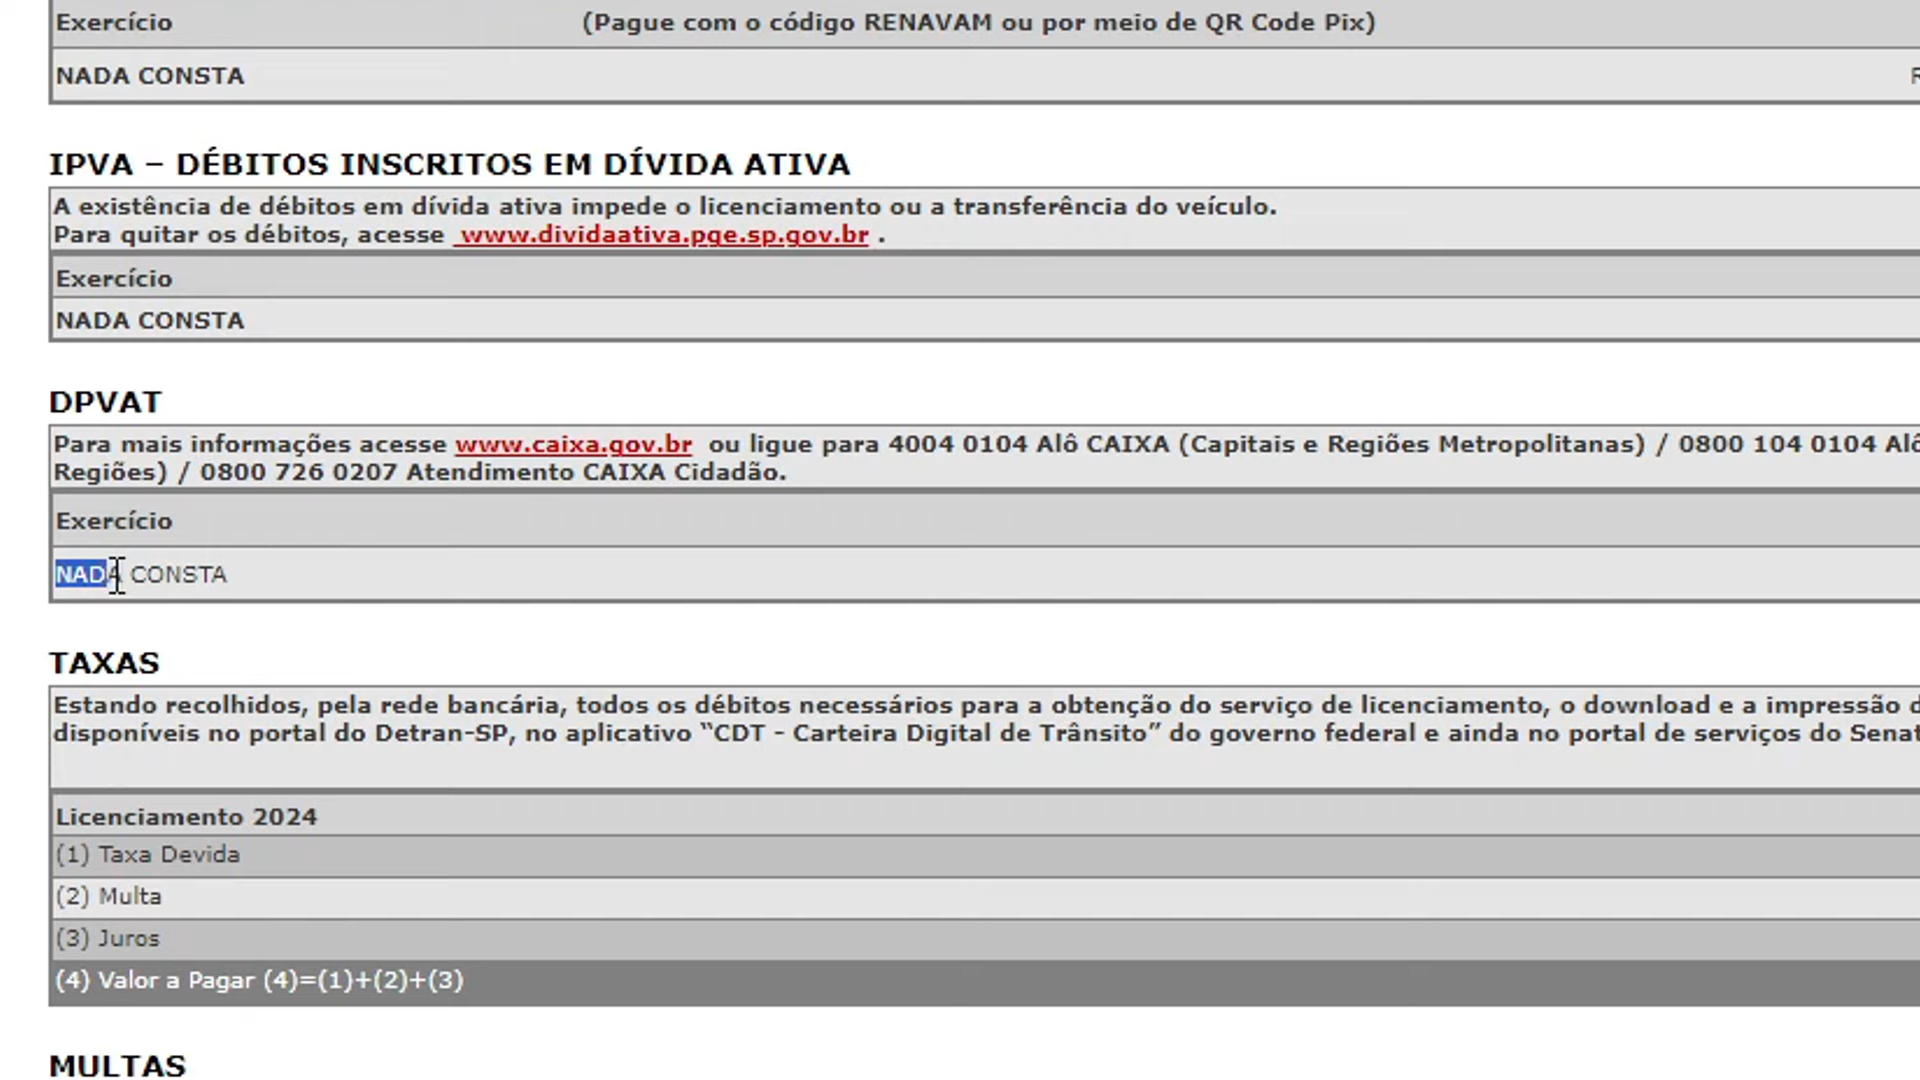 Exercício (Pague com o código RENAVAM ou por meio de QR Code Pix)
NADA CONSTA
IPVA – DÉBITOS INSCRITOS EM DÍVIDA ATIVA
A existência de débitos em dívida ativa impede o licenciamento ou a transferência do veículo.
Para quitar os débitos, acesse www.dividaativa.pge.sp.gov.br .
Exercício
NADA CONSTA
DPVAT
Para mais informações acesse www.caixa.gov.br ou ligue para 4004 0104 Alô CAIXA (Capitais e Regiões Metropolitanas) / 0800 104 0104 Alô
Regiões) / 0800 726 0207 Atendimento CAIXA Cidadão.
Exercício
NADA CONSTA
TAXAS
Estando recolhidos, pela rede bancária, todos os débitos necessários para a obtenção do serviço de licenciamento, o download e a impressão
disponíveis no portal do Detran-SP, no aplicativo “CDT - Carteira Digital de Trânsito” do governo federal e ainda no portal de serviços do
Licenciamento 2024
(1) Taxa Devida
(2) Multa
(3) Juros
(4) Valor a Pagar (4)=(1)+(2)+(3)
MULTAS